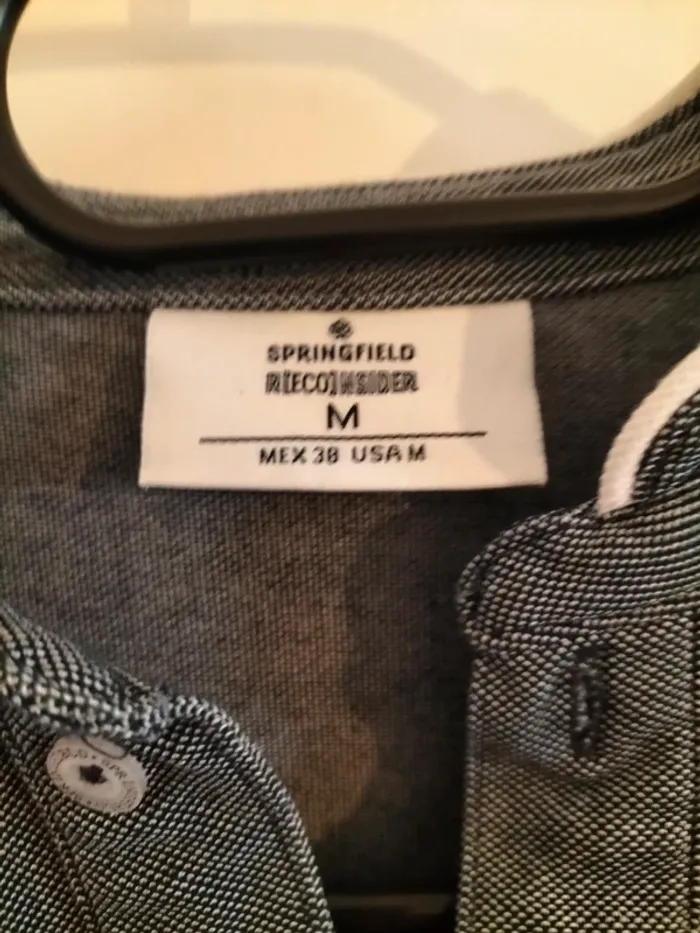 SPRINGFIELD
R[ECO]NSIDER
M
MEX 38 USA M